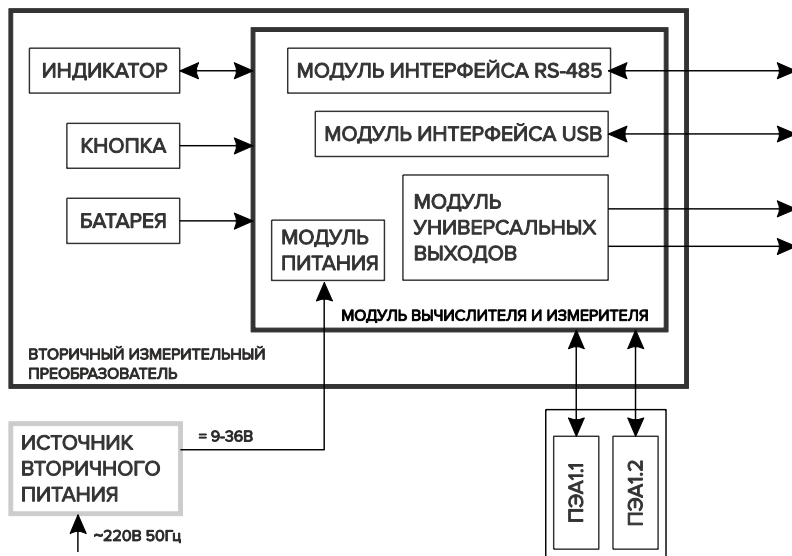 ИНДИКАТОР
МОДУЛЬ ИНТЕРФЕЙСА RS-485
КНОПКА
МОДУЛЬ ИНТЕРФЕЙСА USB
БАТАРЕЯ
МОДУЛЬ
УНИВЕРСАЛЬНЫХ
ВЫХОДОВ
МОДУЛЬ
ПИТАНИЯ
МОДУЛЬ ВЫЧИСЛИТЕЛЯ И ИЗМЕРИТЕЛЯ
ВТОРИЧНЫЙ ИЗМЕРИТЕЛЬНЫЙ
ПРЕОБРАЗОВАТЕЛЬ
ИСТОЧНИК
ВТОРИЧНОГО
ПИТАНИЯ
= 9-36В
~220В 50Гц
ПЭА1.1
ПЭА1.2